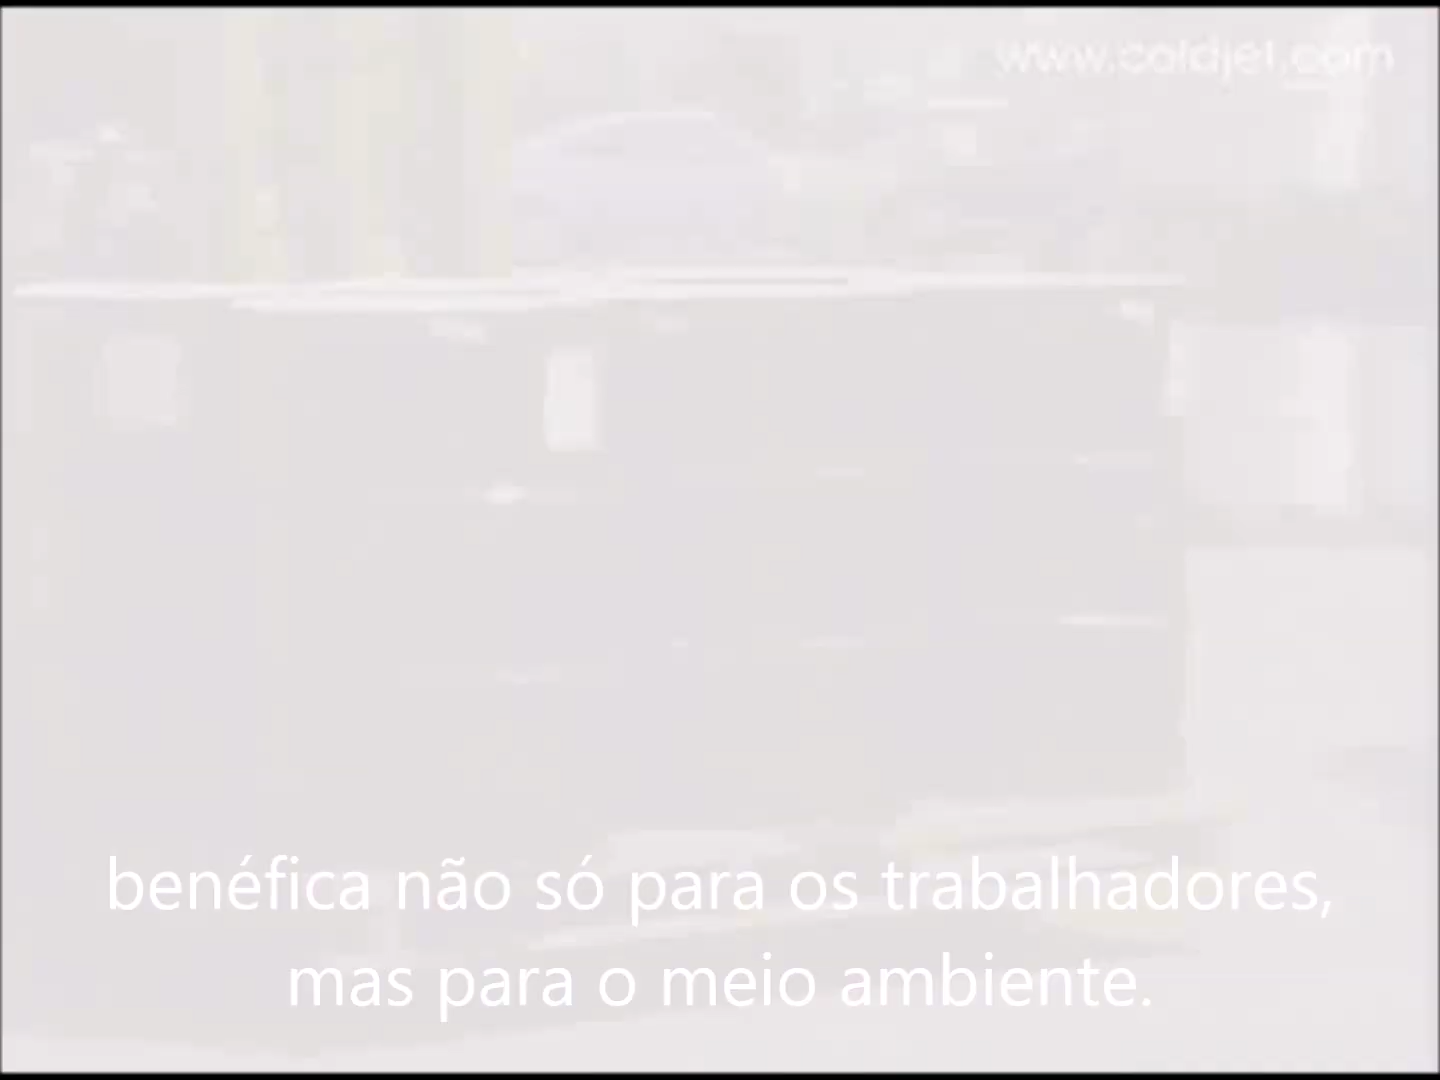 www.coldjet.com
benéfica não só para os trabalhadores,
mas para o meio ambiente.